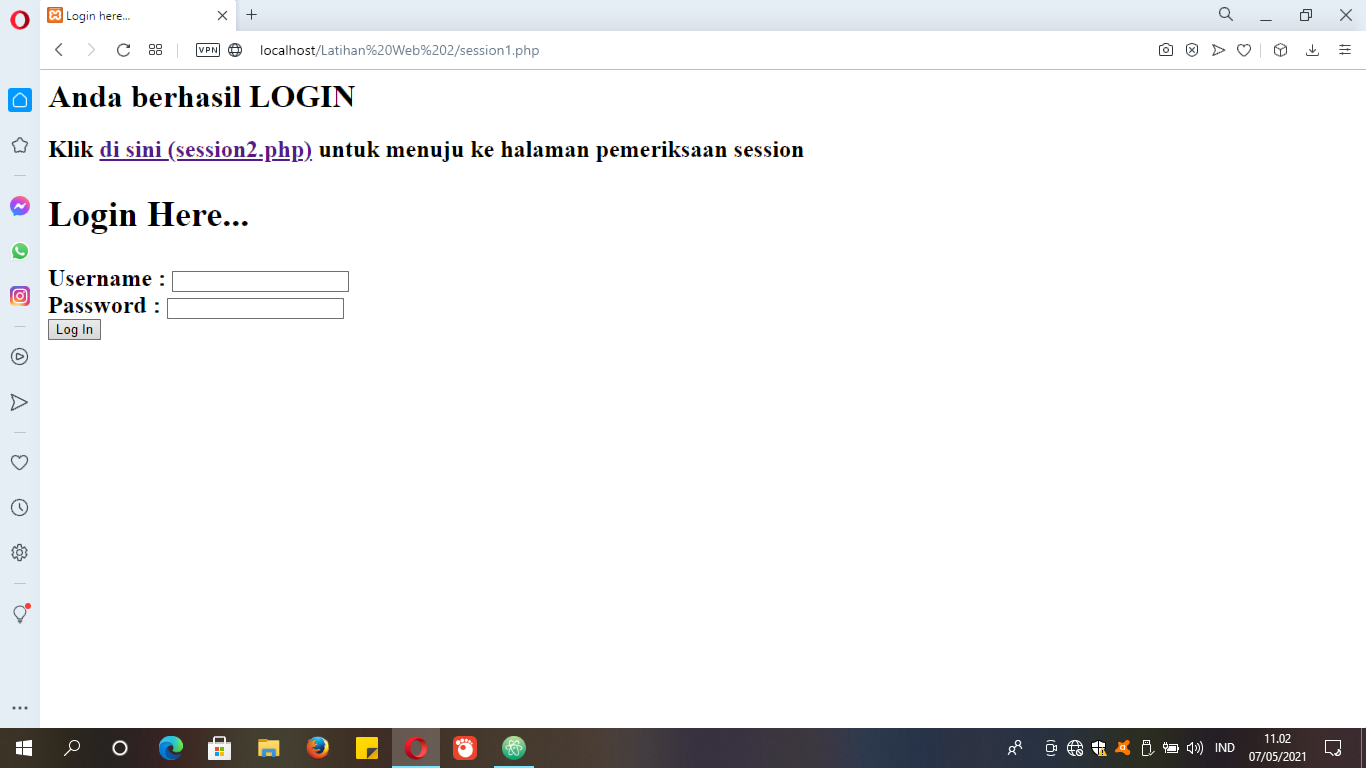 Login here...
VPN
localhost/Latihan%20Web%202/session1.php
Anda berhasil LOGIN
Klik di sini (session2.php) untuk menuju ke halaman pemeriksaan session
Login Here...
Username :
Password :
Log In
IND
11.02
07/05/2021